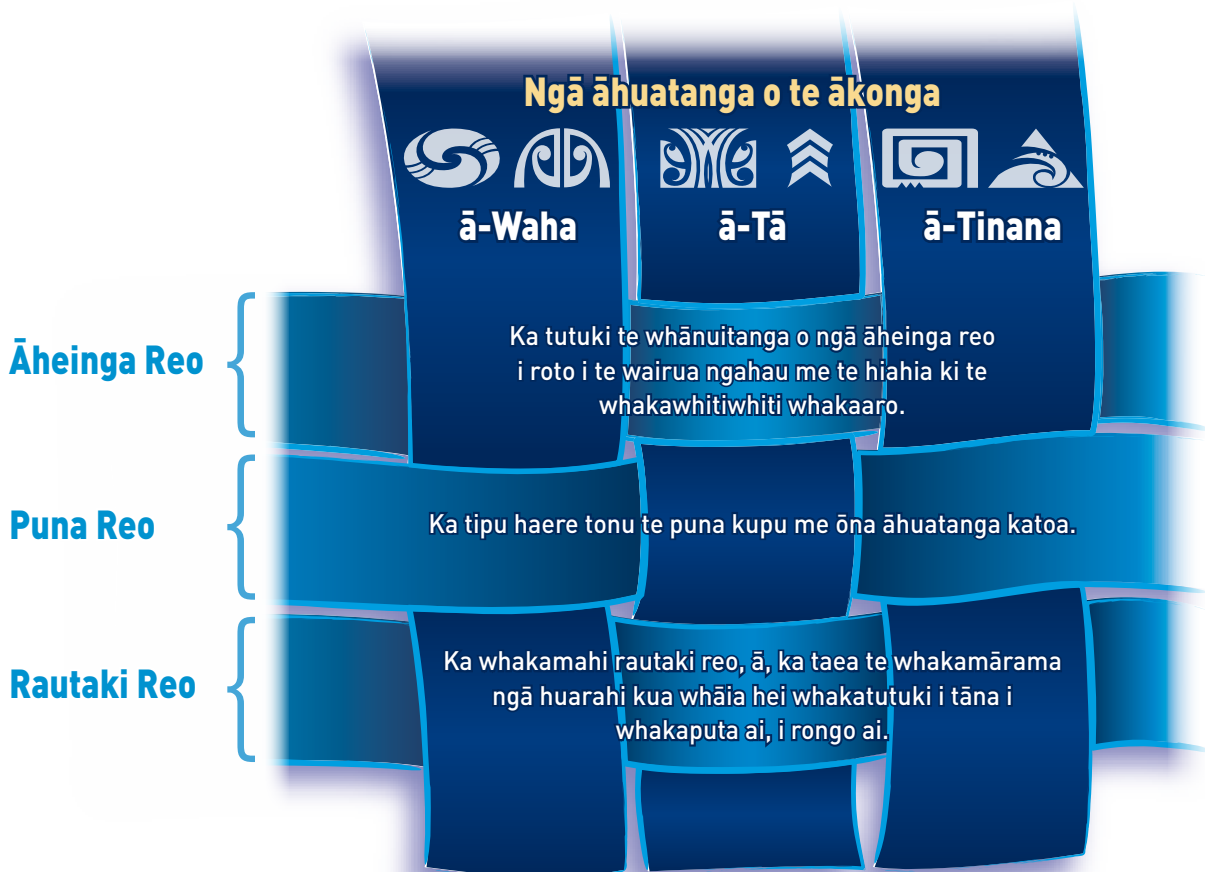 Ngā āhuatanga o te ākonga
ā-Waha
ā-Tā
ā-Tinana
Āheinga Reo
Ka tutuki te whānuitanga o ngā āheinga reo
i roto i te wairua ngahau me te hiahia ki te
whakawhitiwhiti whakaaro.
Puna Reo
Ka tipu haere tonu te puna kupu me ōna āhuatanga katoa.
Rautaki Reo
Ka whakamahi rautaki reo, ā, ka taea te whakamārama
ngā huarahi kua whāia hei whakatutuki i tāna i
whakaputa ai, i rongo ai.